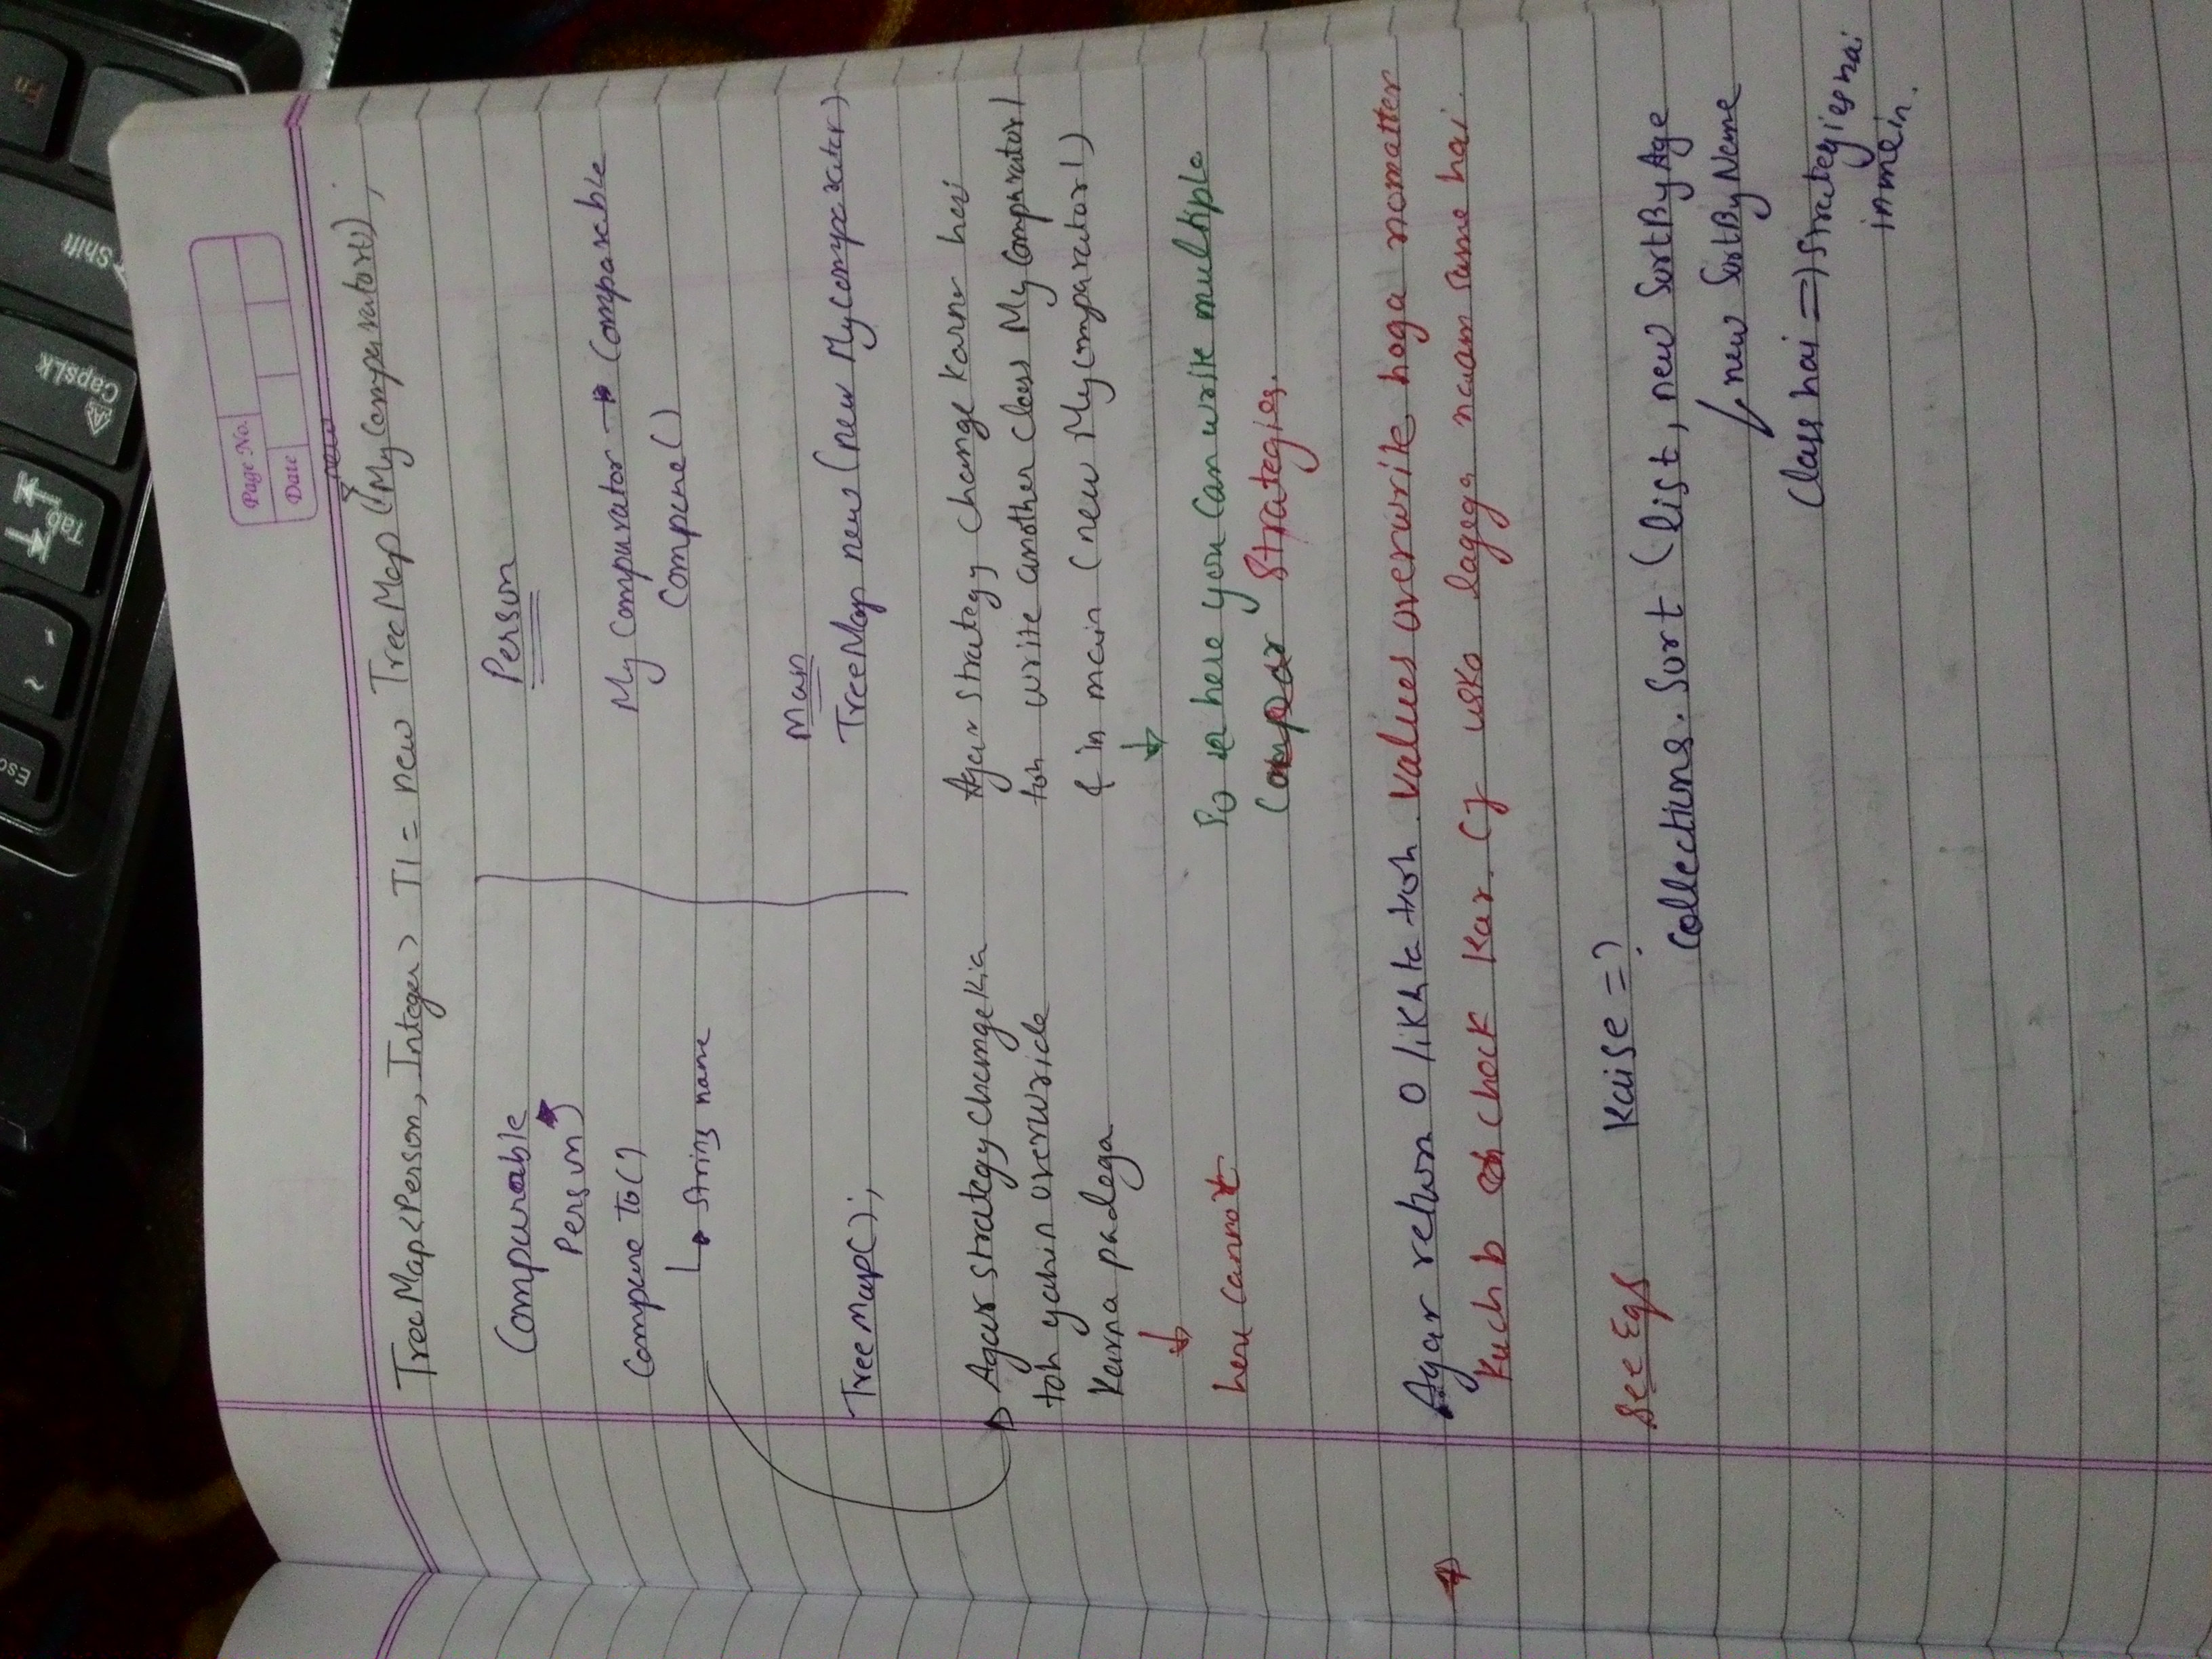 Esc
~ `
Tab
CapsLk
Shift
Fn
Page No.
Date
new
TreeMap<Person, Integer> T1 = new TreeMap (MyComparator());
Comparable
Person
Compare To()
String name
TreeMap();
Person
My Comparator → Comparable
Compare()
Main
TreeMap new (new MyComparator)
Agar strategy change kia
toh yahin overwride
karna padega
↓
here cannot
Agar strategy change karna hai
toh write another class MyComparator1
& in main (new MyComparator1)
↓
So here you can write multiple
Compar Strategies.
Agar return 0 likhta toh values overwrite hoga nomatter
kuch b check kar. Cz usko lagega naam same hai.
See Egs Kaise =?
Collections.Sort (list, new SortByAge
/, new SortByName
Class hai => Strategies hai
inmein.